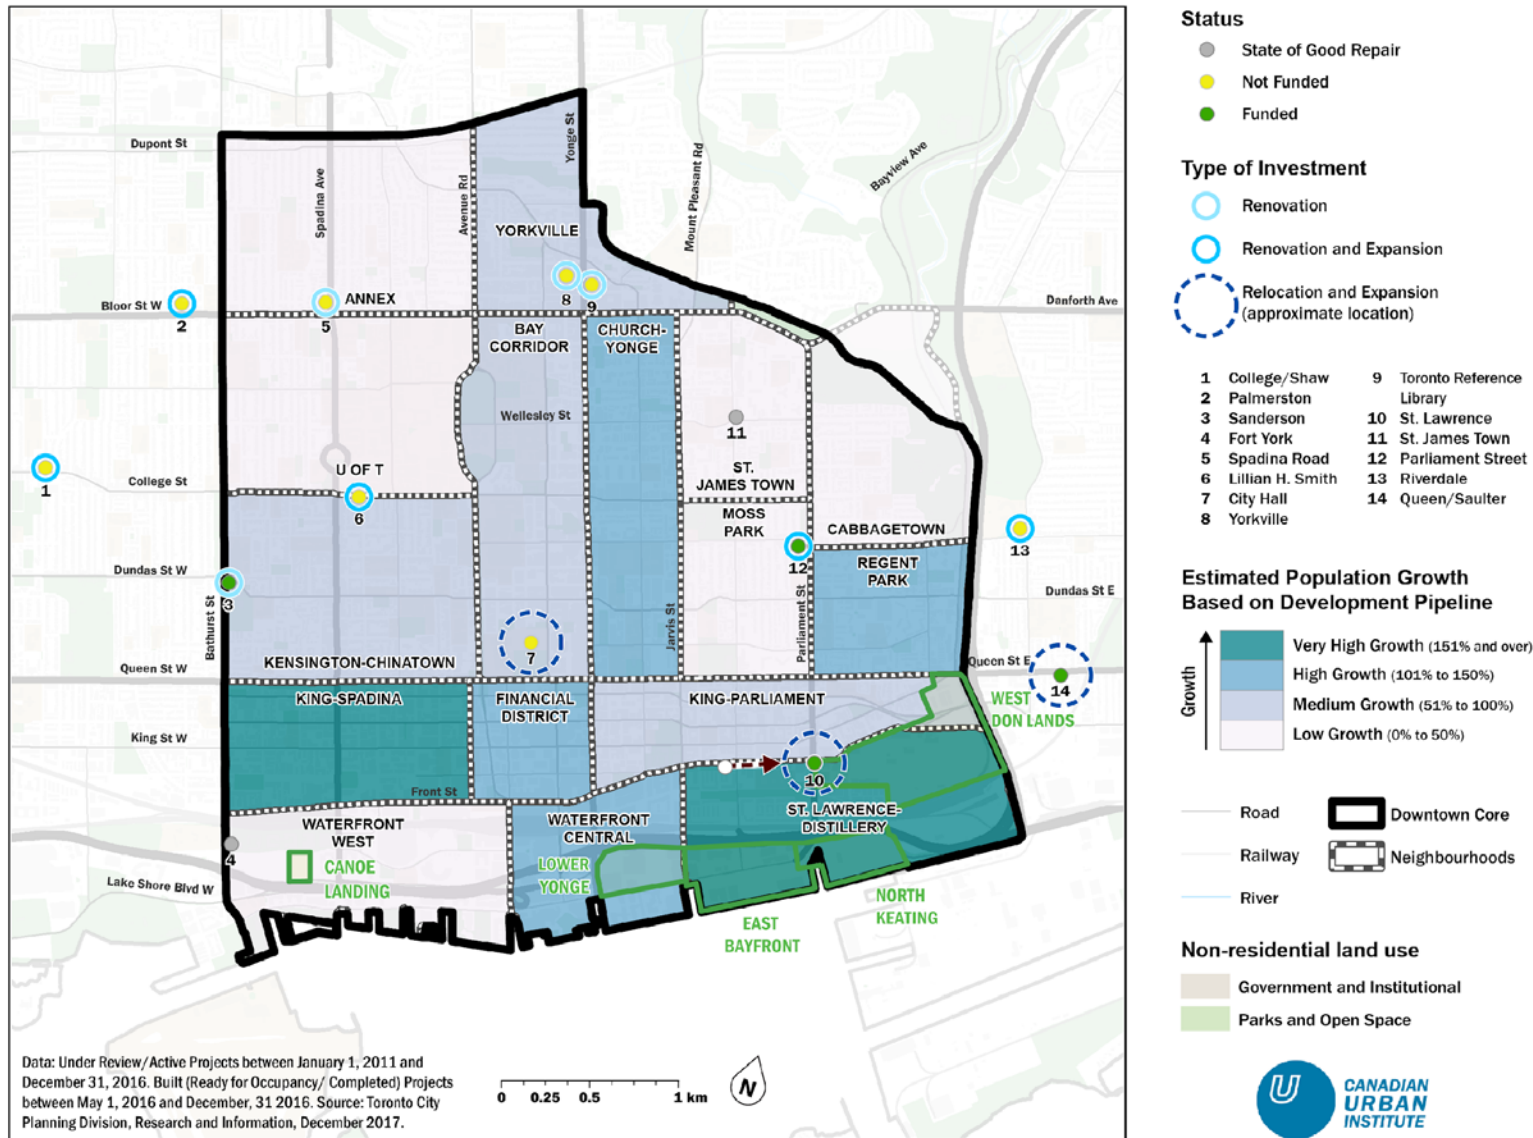 Dupont St
Spadina Ave
Avenue Rd
Yonge St
Mount Pleasant Rd
Bayview Ave
YORKVILLE
8
9
Bloor St W
2
5
ANNEX
Danforth Ave
BAY
CORRIDOR
CHURCH-
YONGE
Wellesley St
11
1
College St
U OF T
6
ST.
JAMES TOWN
MOSS
PARK
12
CABBAGETOWN
REGENT
PARK
13
Dundas St W
3
Dundas St E
Bathurst St
Jarvis St
Parliament St
7
Queen St W
KENSINGTON-CHINATOWN
Queen St E
14
KING-SPADINA
FINANCIAL
DISTRICT
KING-PARLIAMENT
WEST
DON LANDS
King St W
10
Front St
ST. LAWRENCE-
DISTILLERY
WATERFRONT
WEST
WATERFRONT
CENTRAL
4
CANOE
LANDING
LOWER
YONGE
Lake Shore Blvd W
NORTH
KEATING
EAST
BAYFRONT
Data: Under Review/Active Projects between January 1, 2011 and
December 31, 2016. Built (Ready for Occupancy/ Completed) Projects
between May 1, 2016 and December, 31 2016. Source: Toronto City
Planning Division, Research and Information, December 2017.
0 0.25 0.5 1 km
N
Status
State of Good Repair
Not Funded
Funded
Type of Investment
Renovation
Renovation and Expansion
Relocation and Expansion
(approximate location)
1 College/Shaw
2 Palmerston
3 Sanderson
4 Fort York
5 Spadina Road
6 Lillian H. Smith
7 City Hall
8 Yorkville
9 Toronto Reference
Library
10 St. Lawrence
11 St. James Town
12 Parliament Street
13 Riverdale
14 Queen/Saulter
Estimated Population Growth
Based on Development Pipeline
Growth
Very High Growth (151% and over)
High Growth (101% to 150%)
Medium Growth (51% to 100%)
Low Growth (0% to 50%)
Road
Railway
River
Downtown Core
Neighbourhoods
Non-residential land use
Government and Institutional
Parks and Open Space
U
CANADIAN
URBAN
INSTITUTE